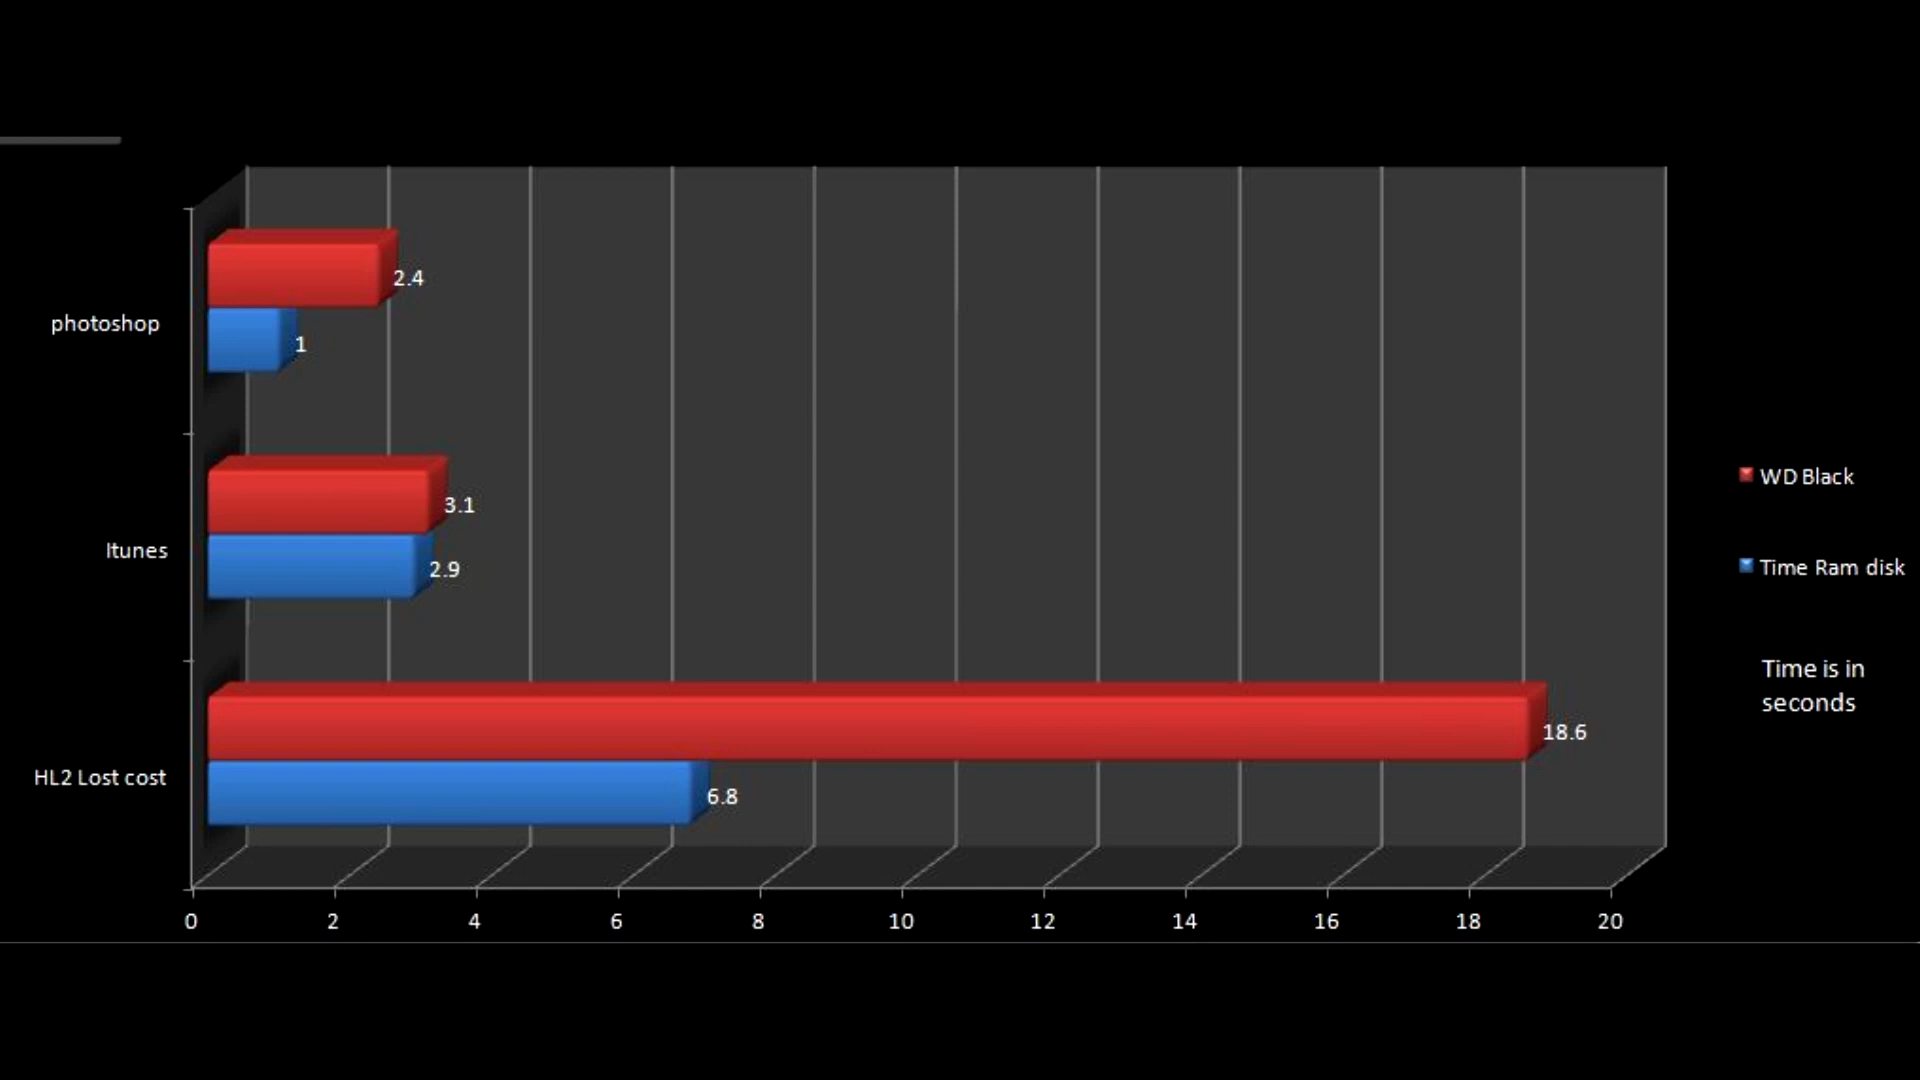 photoshop
2.4
1
Itunes
3.1
2.9
HL2 Lost cost
18.6
6.8
0 2 4 6 8 10 12 14 16 18 20
WD Black
Time Ram disk
Time is in
seconds